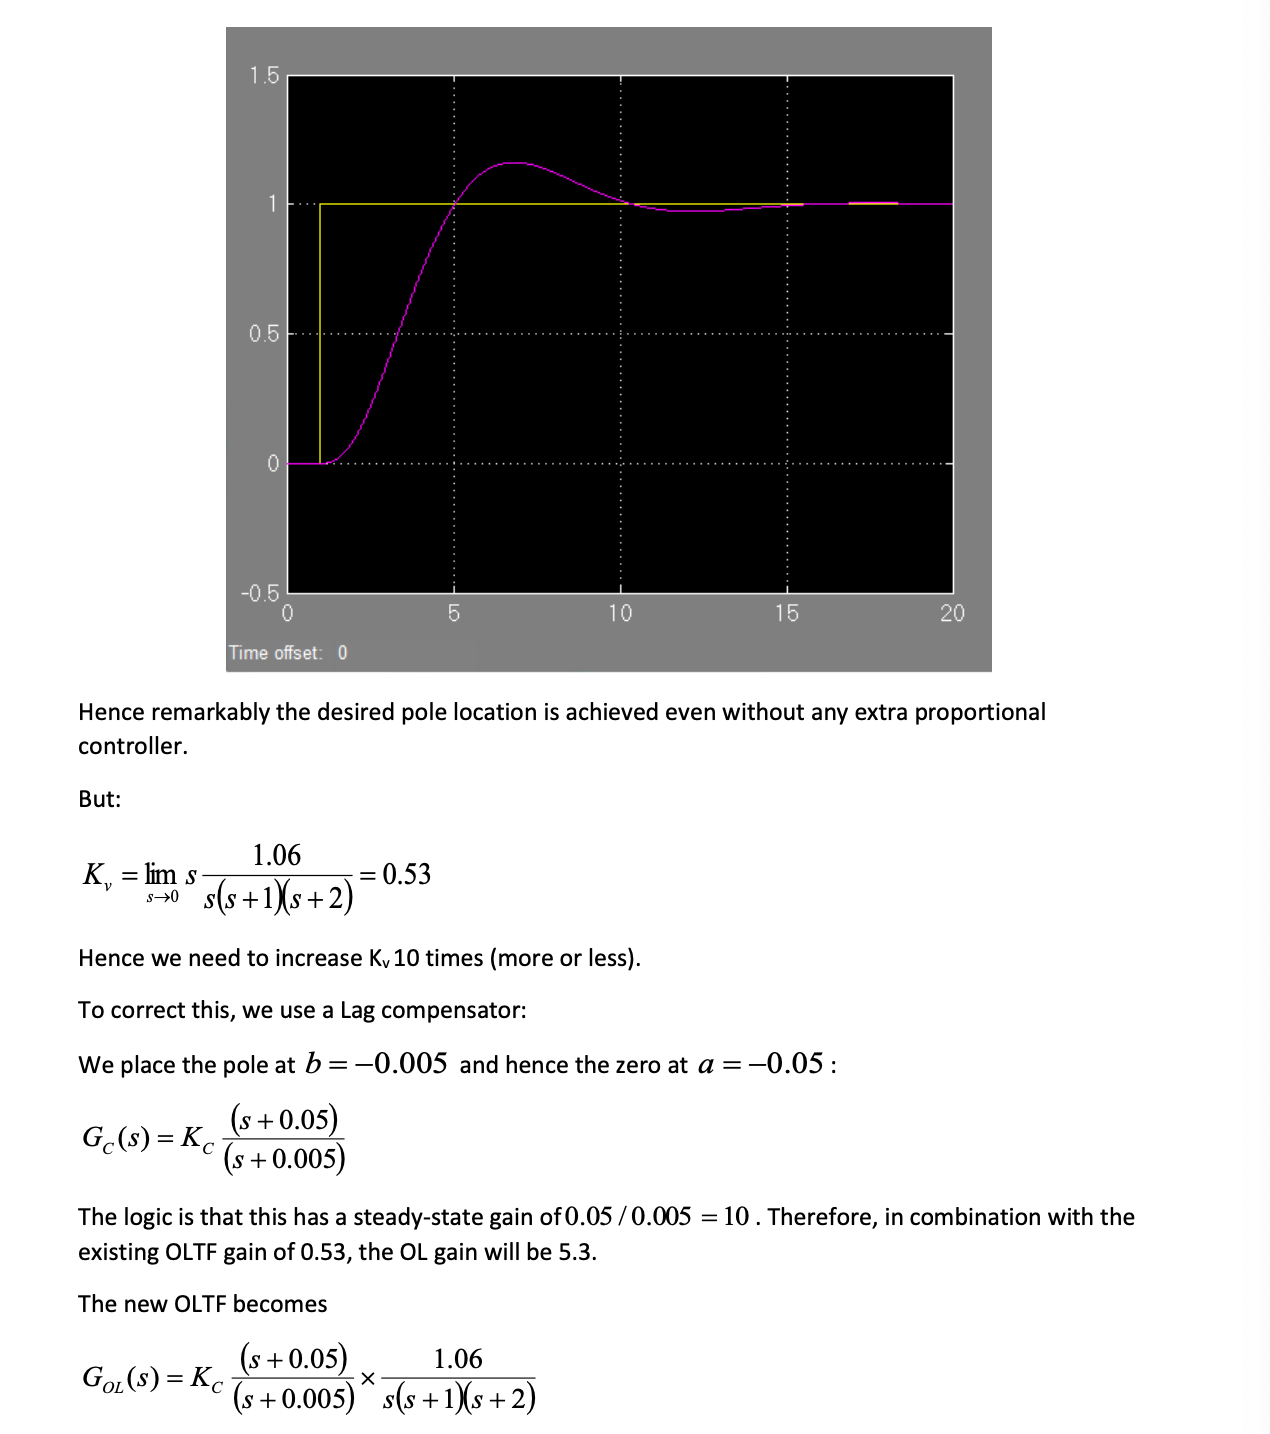 1.5
1
0.5
0
-0.5
0 5 10 15 20
Time offset: 0
Hence remarkably the desired pole location is achieved even without any extra proportional
controller.
But:
K_v = lim_{s→0} s \frac{1.06}{s(s+1)(s+2)} = 0.53
Hence we need to increase K_v 10 times (more or less).
To correct this, we use a Lag compensator:
We place the pole at b = −0.005 and hence the zero at a = −0.05 :
G_C(s) = K_C \frac{(s+0.05)}{(s+0.005)}
The logic is that this has a steady-state gain of 0.05 / 0.005 = 10 . Therefore, in combination with the
existing OLTF gain of 0.53, the OL gain will be 5.3.
The new OLTF becomes
G_{OL}(s) = K_C \frac{(s+0.05)}{(s+0.005)} × \frac{1.06}{s(s+1)(s+2)}